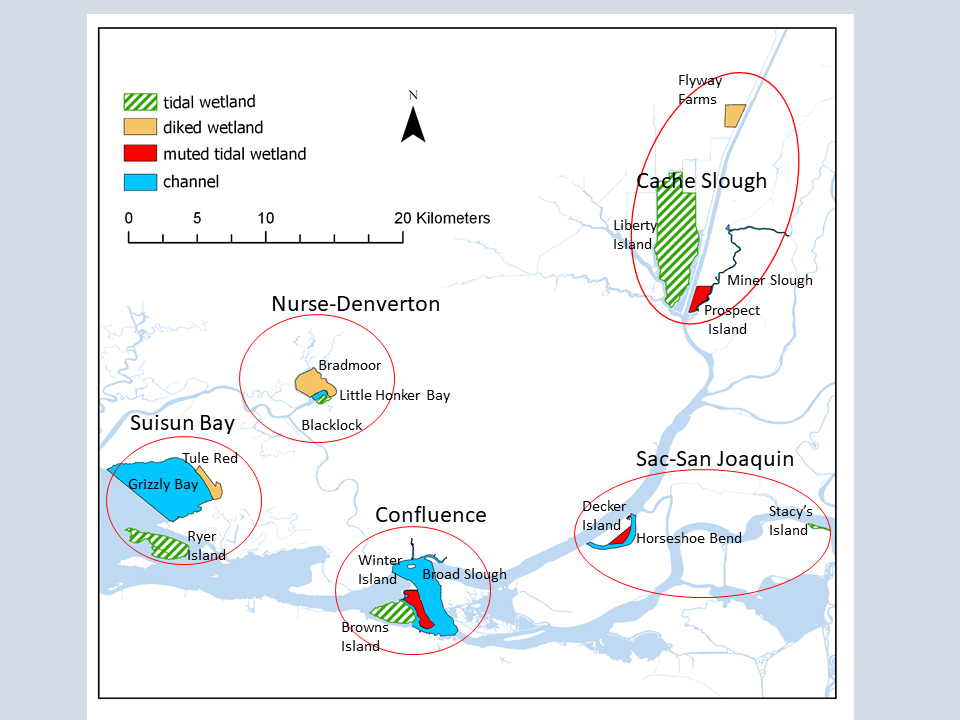 tidal wetland
diked wetland
muted tidal wetland
channel
0 5 10 20 Kilometers
N
Flyway
Farms
Cache Slough
Liberty
Island
Miner Slough
Prospect
Island
Nurse-Denverton
Bradmoor
Little Honker Bay
Blacklock
Suisun Bay
Tule Red
Grizzly Bay
Ryer
Island
Confluence
Winter
Island
Broad Slough
Browns
Island
Sac-San Joaquin
Decker
Island
Horseshoe Bend
Stacy's
Island